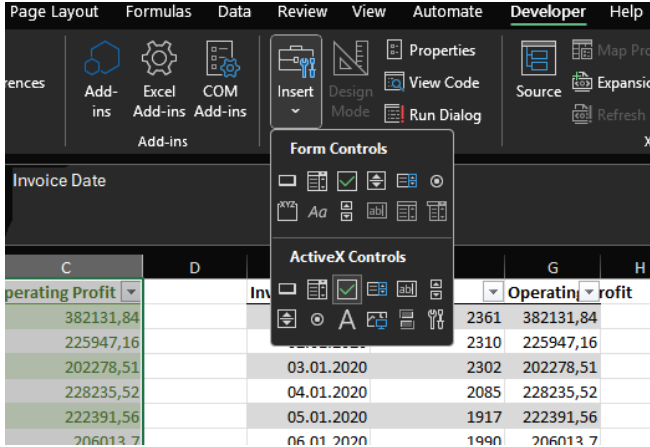 Page Layout Formulas Data Review View Automate Developer Help
Properties
Map Pro
rences
Add-
ins
Excel
Add-ins
COM
Add-ins
Insert
Design
Mode
View Code
Run Dialog
Source
Expansio
Refresh
Add-ins
X
Form Controls
XYZ
Aa
ab
Invoice Date
ActiveX Controls
ab
A
C D G H
perating Profit Inv Operating rofit
382131,84 2361 382131,84
225947,16 2310 225947,16
202278,51 03.01.2020 2302 202278,51
228235,52 04.01.2020 2085 228235,52
222391,56 05.01.2020 1917 222391,56
206013,7 06.01.2020 1990 206013,7